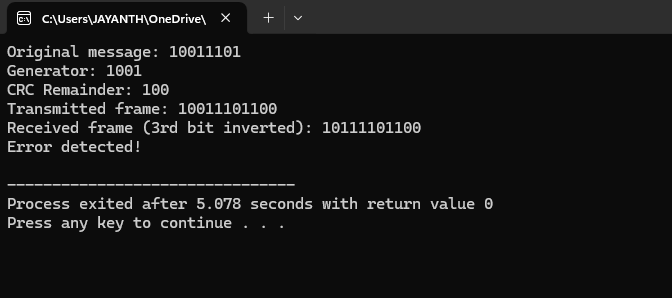 C:\Users\JAYANTH\OneDrive\
Original message: 10011101
Generator: 1001
CRC Remainder: 100
Transmitted frame: 10011101100
Received frame (3rd bit inverted): 10111101100
Error detected!
--------------------------------
Process exited after 5.078 seconds with return value 0
Press any key to continue . . .